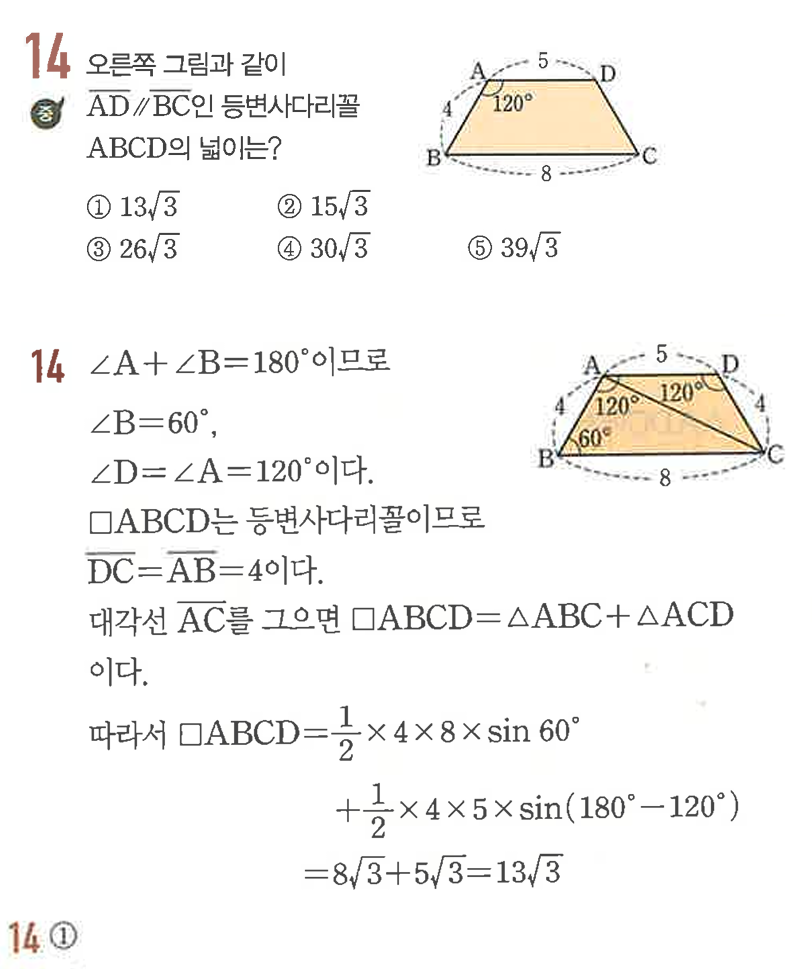 14 오른쪽 그림과 같이
중 AD∥BC인 등변사다리꼴
ABCD의 넓이는?
① 13√3 ② 15√3
③ 26√3 ④ 30√3 ⑤ 39√3
A 5 D
4 120°
B 8 C
14 ∠A+∠B=180°이므로
∠B=60°,
∠D=∠A=120°이다.
□ABCD는 등변사다리꼴이므로
DC=AB=4이다.
대각선 AC를 그으면 □ABCD=△ABC+△ACD
이다.
따라서 □ABCD=1/2×4×8×sin 60°
+1/2×4×5×sin(180°-120°)
=8√3+5√3=13√3
A 5 D
4 120° 120° 4
B 60° C
8
14 ①